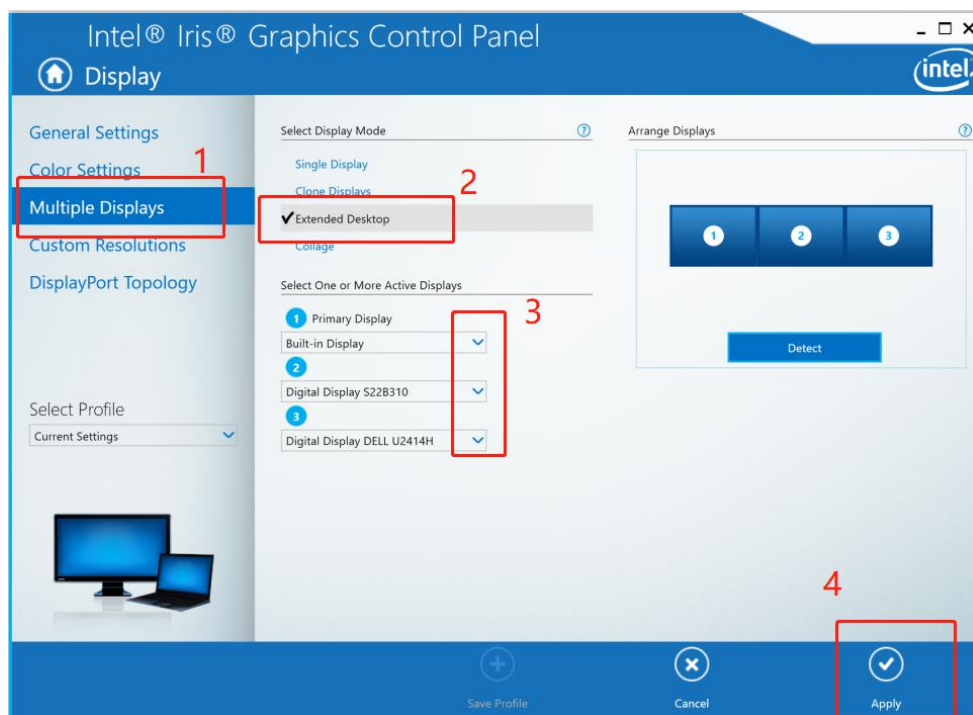 Intel® Iris® Graphics Control Panel
Display
intel
General Settings
Color Settings
1
Multiple Displays
Custom Resolutions
DisplayPort Topology
Select Profile
Current Settings
Select Display Mode
?
Single Display
Clone Displays
2
Extended Desktop
Collage
Select One or More Active Displays
3
1 Primary Display
Built-in Display
2
Digital Display S22B310
3
Digital Display DELL U2414H
Arrange Displays
?
1 2 3
Detect
4
Save Profile
Cancel
Apply